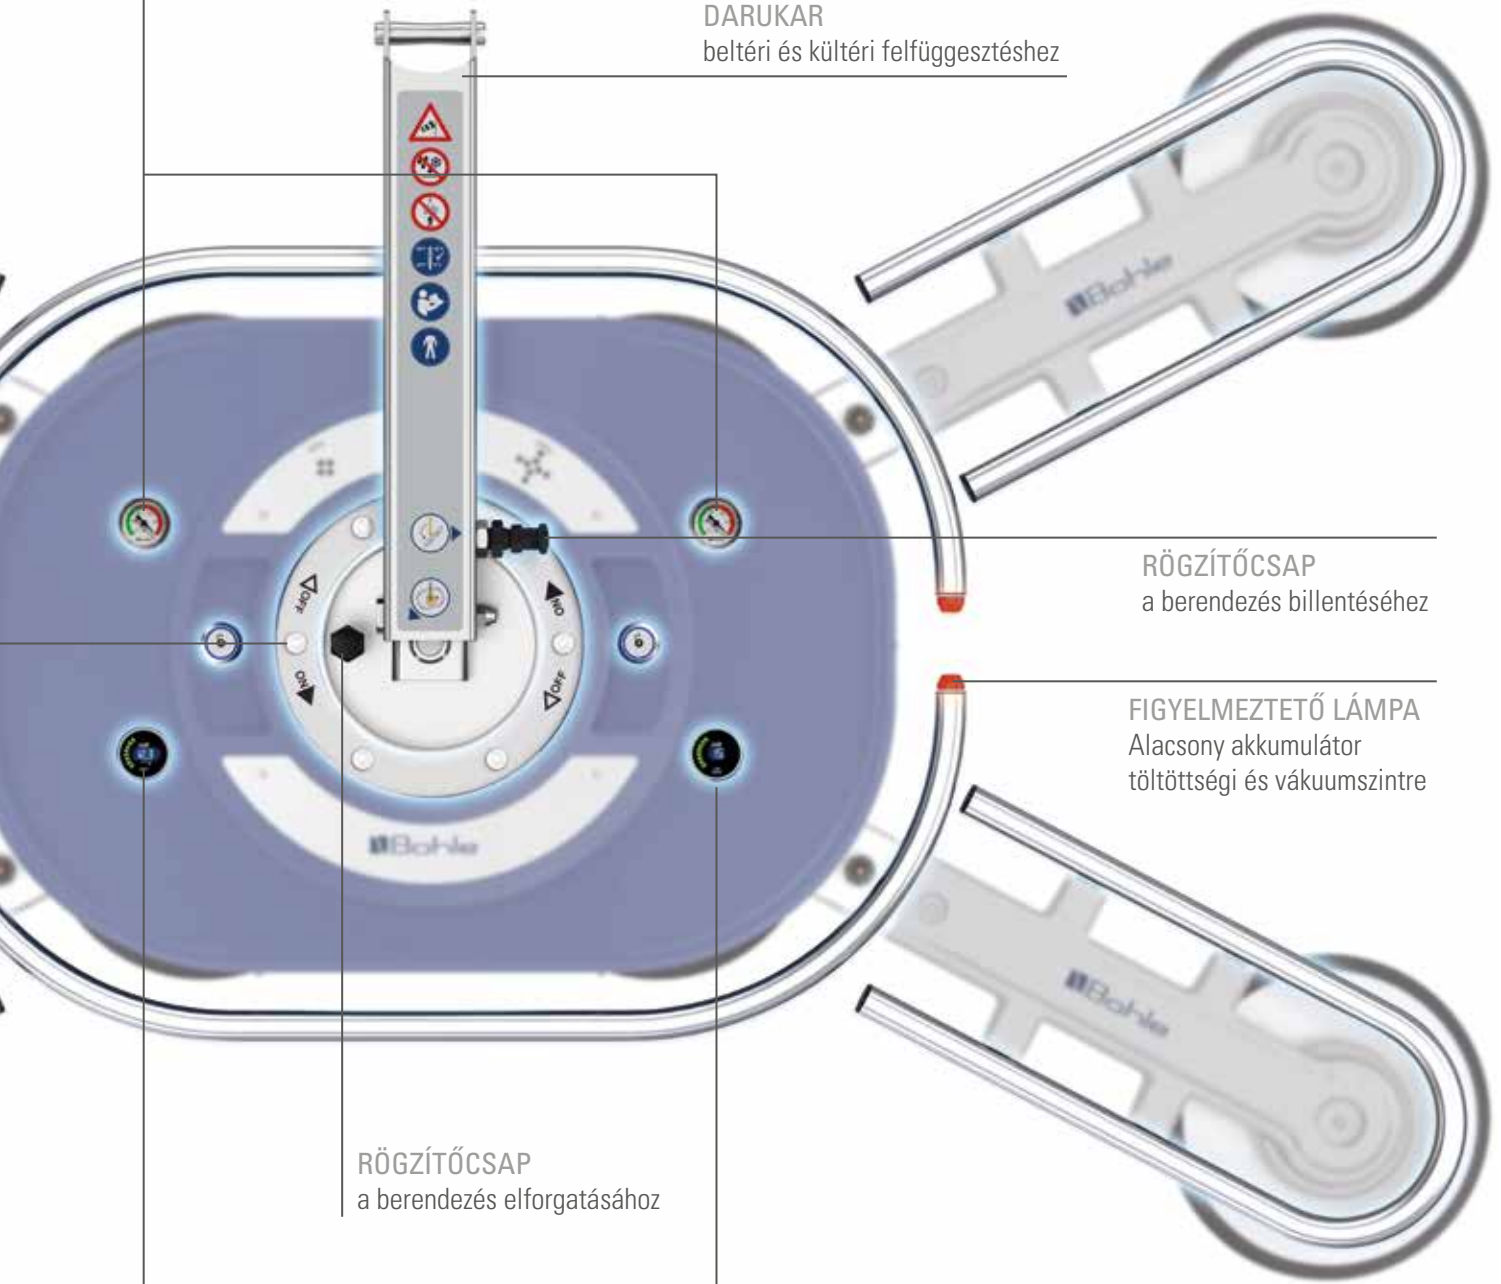 DARUKAR
beltéri és kültéri felfüggesztéshez
Bohle
RÖGZÍTŐCSAP
a berendezés billentéséhez
OFF
ON
ON
OFF
FIGYELMEZTETŐ LÁMPA
Alacsony akkumulátor
töltöttségi és vákuumszintre
Bohle
Bohle
RÖGZÍTŐCSAP
a berendezés elforgatásához